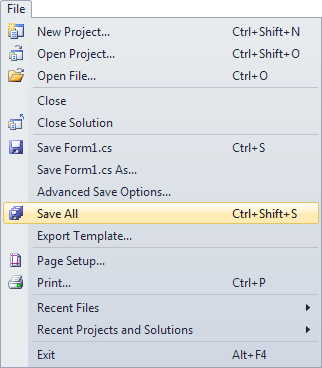 File
New Project... Ctrl+Shift+N
Open Project... Ctrl+Shift+O
Open File... Ctrl+O
Close
Close Solution
Save Form1.cs Ctrl+S
Save Form1.cs As...
Advanced Save Options...
Save All Ctrl+Shift+S
Export Template...
Page Setup...
Print... Ctrl+P
Recent Files
Recent Projects and Solutions
Exit Alt+F4